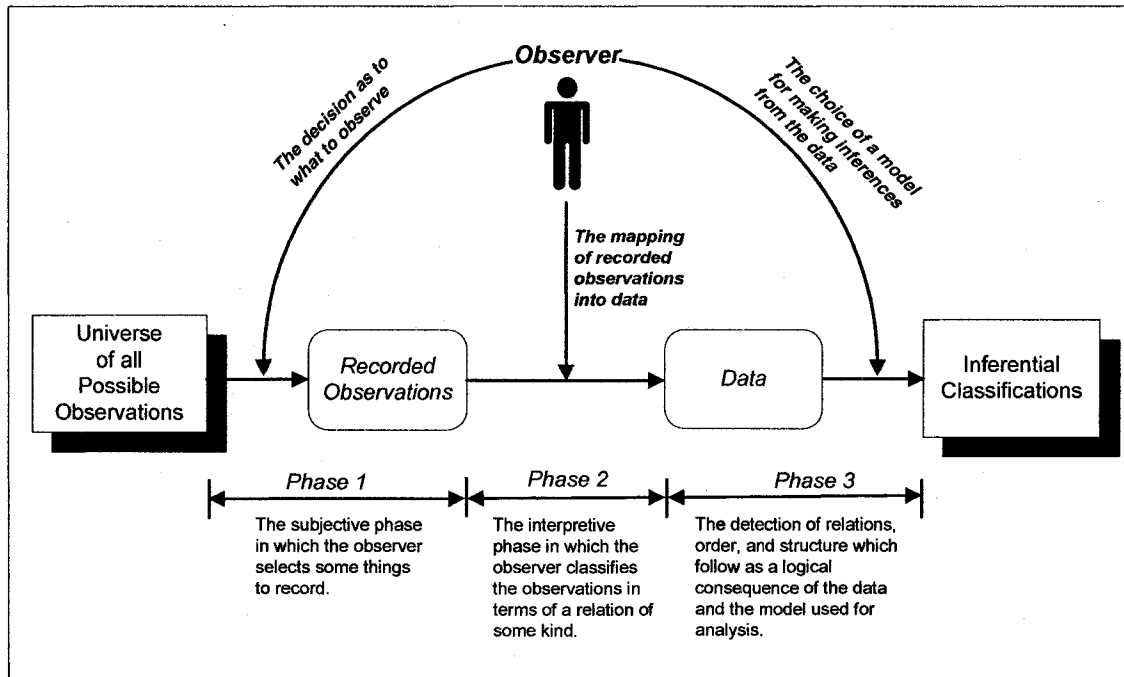 Observer
The decision as to
what to observe
The choice of a model
for making inferences
from the data
The mapping
of recorded
observations
into data
Universe
of all
Possible
Observations
Recorded
Observations
Data
Inferential
Classifications
Phase 1
Phase 2
Phase 3
The subjective phase
in which the observer
selects some things
to record.
The interpretive
phase in which the
observer classifies
the observations in
terms of a relation of
some kind.
The detection of relations,
order, and structure which
follow as a logical
consequence of the data
and the model used for
analysis.